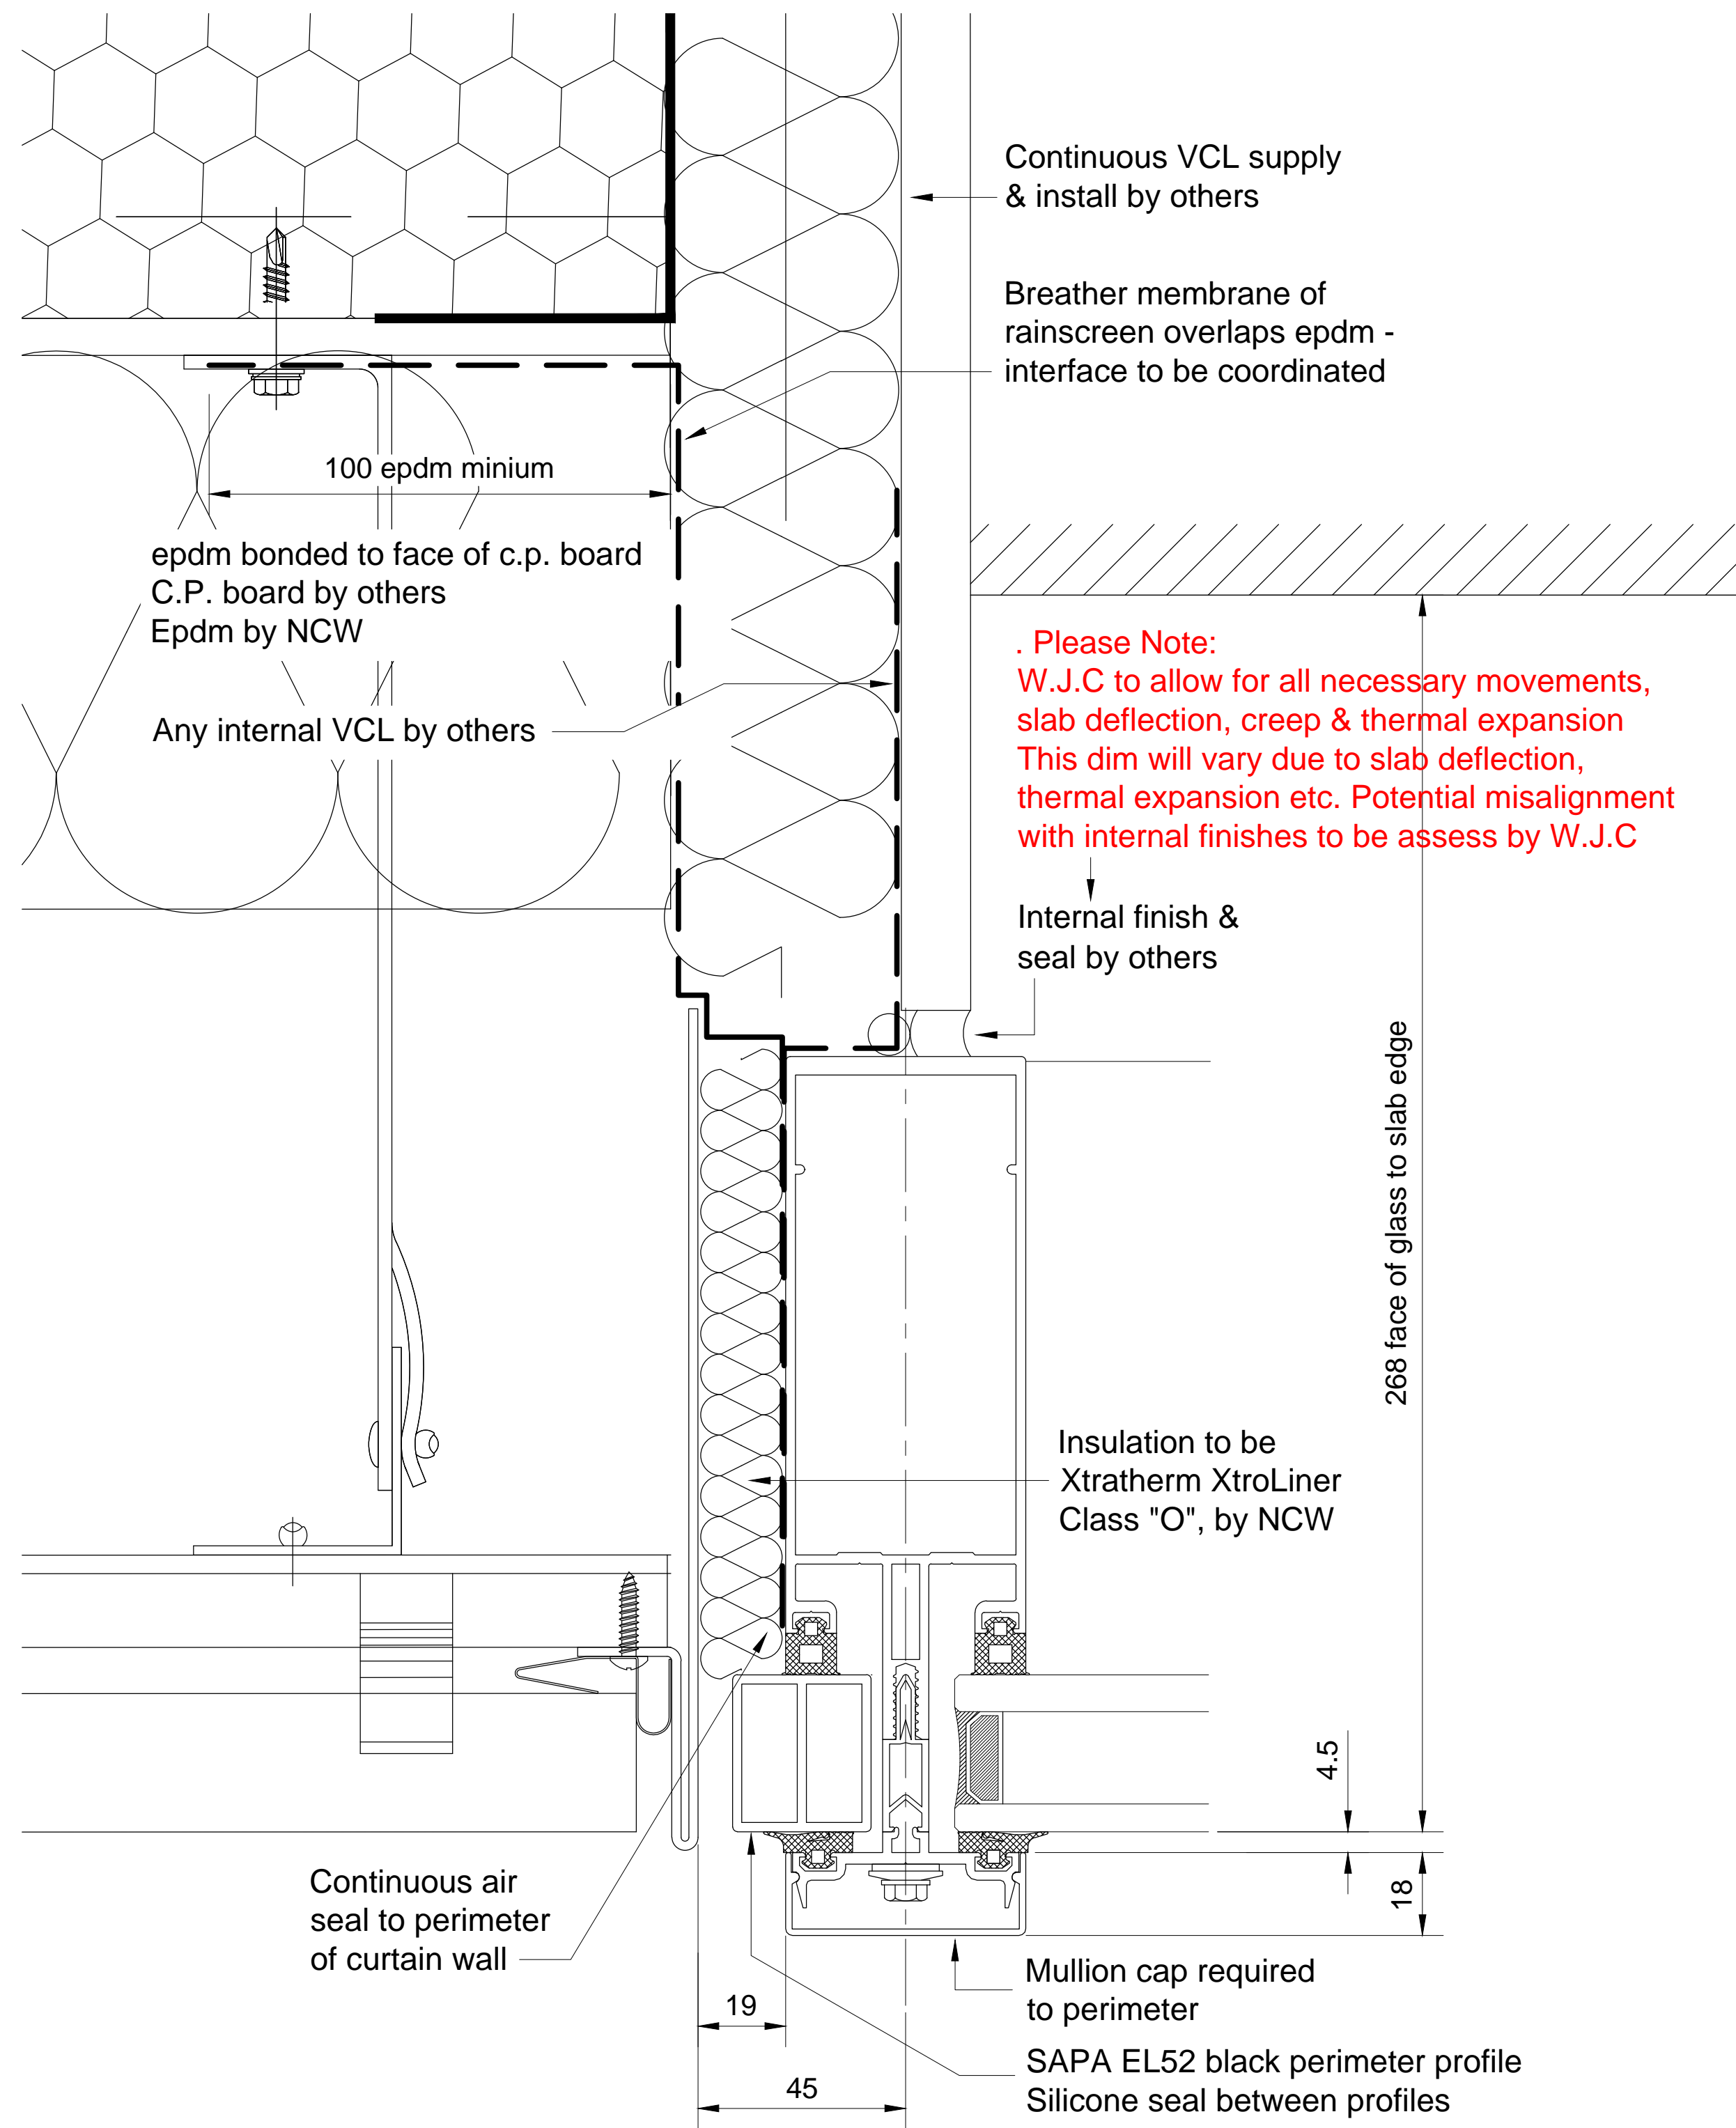 Continuous VCL supply
& install by others
Breather membrane of
rainscreen overlaps epdm -
interface to be coordinated
100 epdm minium
epdm bonded to face of c.p. board
C.P. board by others
Epdm by NCW
. Please Note:
W.J.C to allow for all necessary movements,
slab deflection, creep & thermal expansion
This dim will vary due to slab deflection,
thermal expansion etc. Potential misalignment
with internal finishes to be assess by W.J.C
Any internal VCL by others
Internal finish &
seal by others
268 face of glass to slab edge
Insulation to be
Xtratherm XtroLiner
Class "O", by NCW
4.5
18
Continuous air
seal to perimeter
of curtain wall
Mullion cap required
to perimeter
19
SAPA EL52 black perimeter profile
Silicone seal between profiles
45